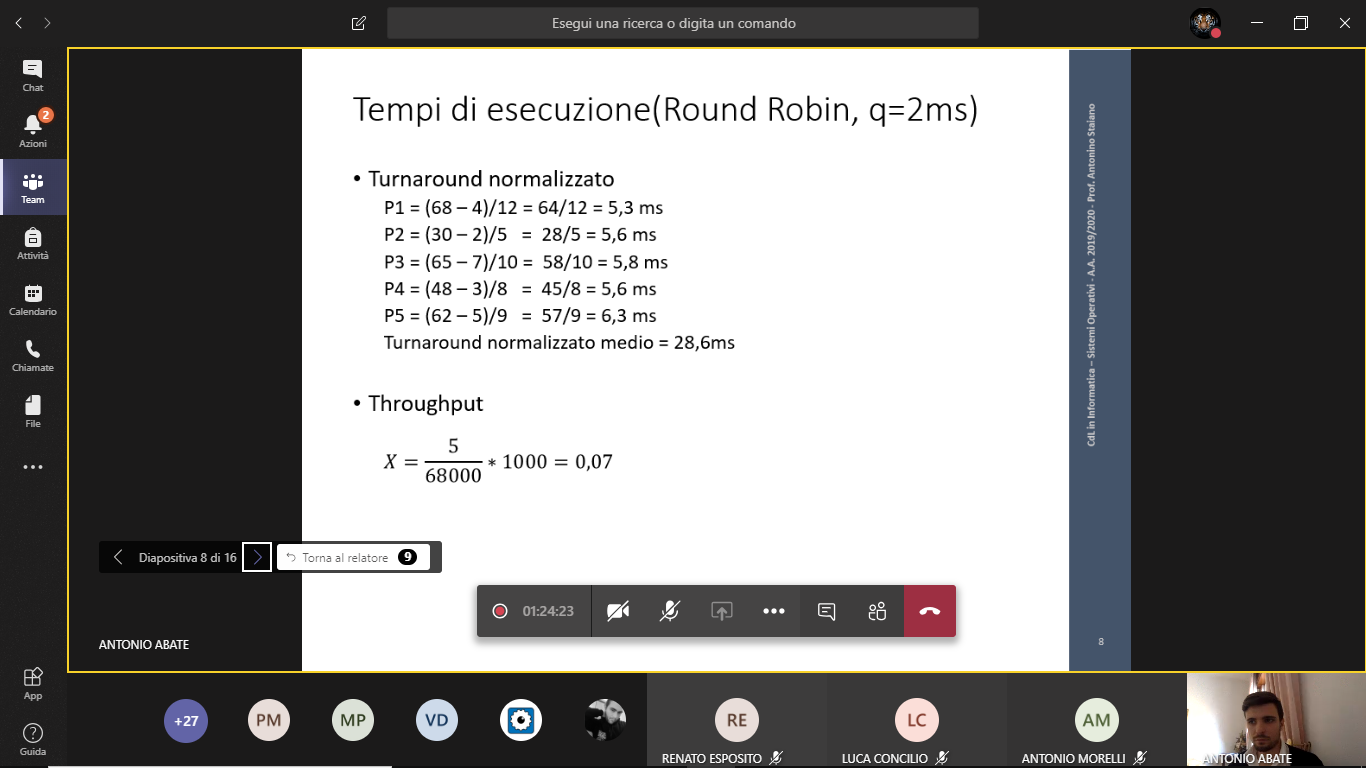 Esegui una ricerca o digita un comando
Chat
2
Azioni
Team
Attività
Calendario
Chiamate
File
App
Guida
Tempi di esecuzione(Round Robin, q=2ms)
• Turnaround normalizzato
P1 = (68 – 4)/12 = 64/12 = 5,3 ms
P2 = (30 – 2)/5 = 28/5 = 5,6 ms
P3 = (65 – 7)/10 = 58/10 = 5,8 ms
P4 = (48 – 3)/8 = 45/8 = 5,6 ms
P5 = (62 – 5)/9 = 57/9 = 6,3 ms
Turnaround normalizzato medio = 28,6ms
• Throughput
X = 5/68000 * 1000 = 0,07
CdL in Informatica – Sistemi Operativi - A.A. 2019/2020 - Prof. Antonino Staiano
8
Diapositiva 8 di 16
Torna al relatore 9
01:24:23
ANTONIO ABATE
+27
PM
MP
VD
RE
RENATO ESPOSITO
LC
LUCA CONCILIO
AM
ANTONIO MORELLI
ANTONIO ABATE